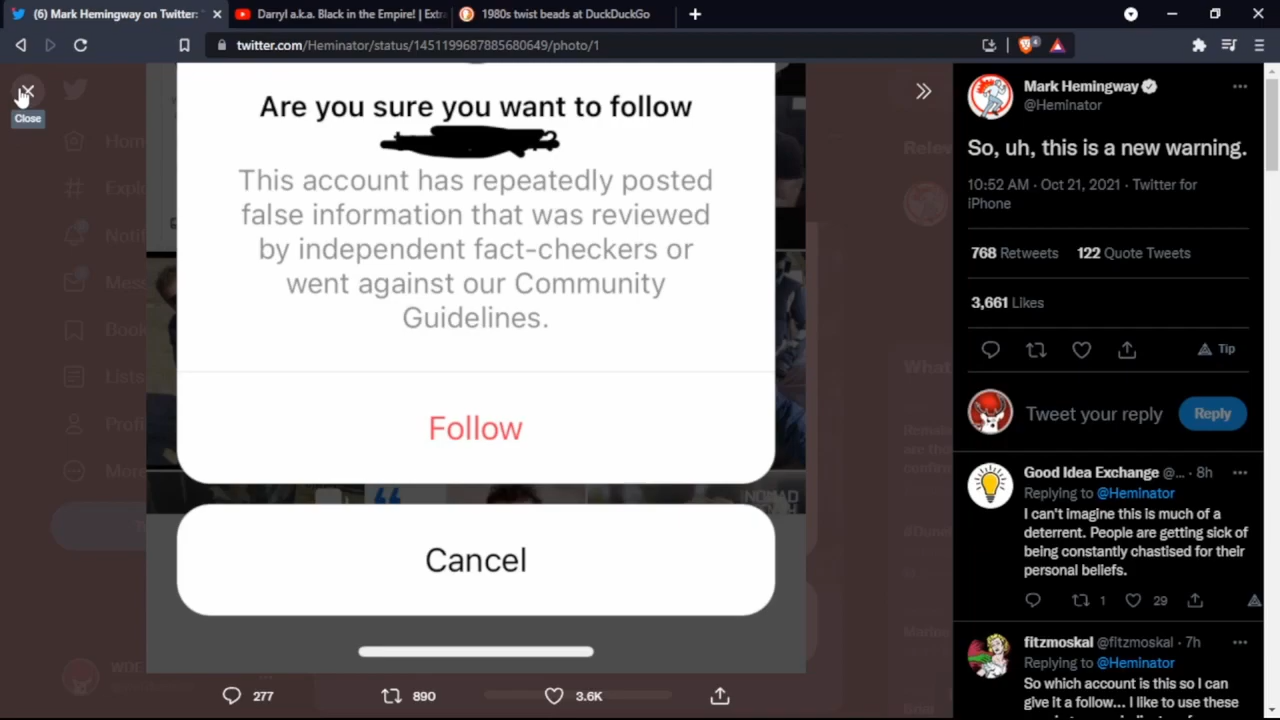 (6) Mark Hemingway on Twitter:
Darryl a.k.a. Black in the Empire! | Extra
1980s twist beads at DuckDuckGo
twitter.com/Heminator/status/1451199687885680649/photo/1
4
Close
Home
Lists
More
Are you sure you want to follow
This account has repeatedly posted
false information that was reviewed
by independent fact-checkers or
went against our Community
Guidelines.
Follow
Cancel
277
890
3.6K
Mark Hemingway
@Heminator
So, uh, this is a new warning.
10:52 AM · Oct 21, 2021 · Twitter for
iPhone
768 Retweets 122 Quote Tweets
3,661 Likes
Tip
Tweet your reply
Reply
Good Idea Exchange @... · 8h
Replying to @Heminator
I can't imagine this is much of a
deterrent. People are getting sick of
being constantly chastised for their
personal beliefs.
1
29
fitzmoskal @fitzmoskal · 7h
Replying to @Heminator
So which account is this so I can
give it a follow... I like to use these